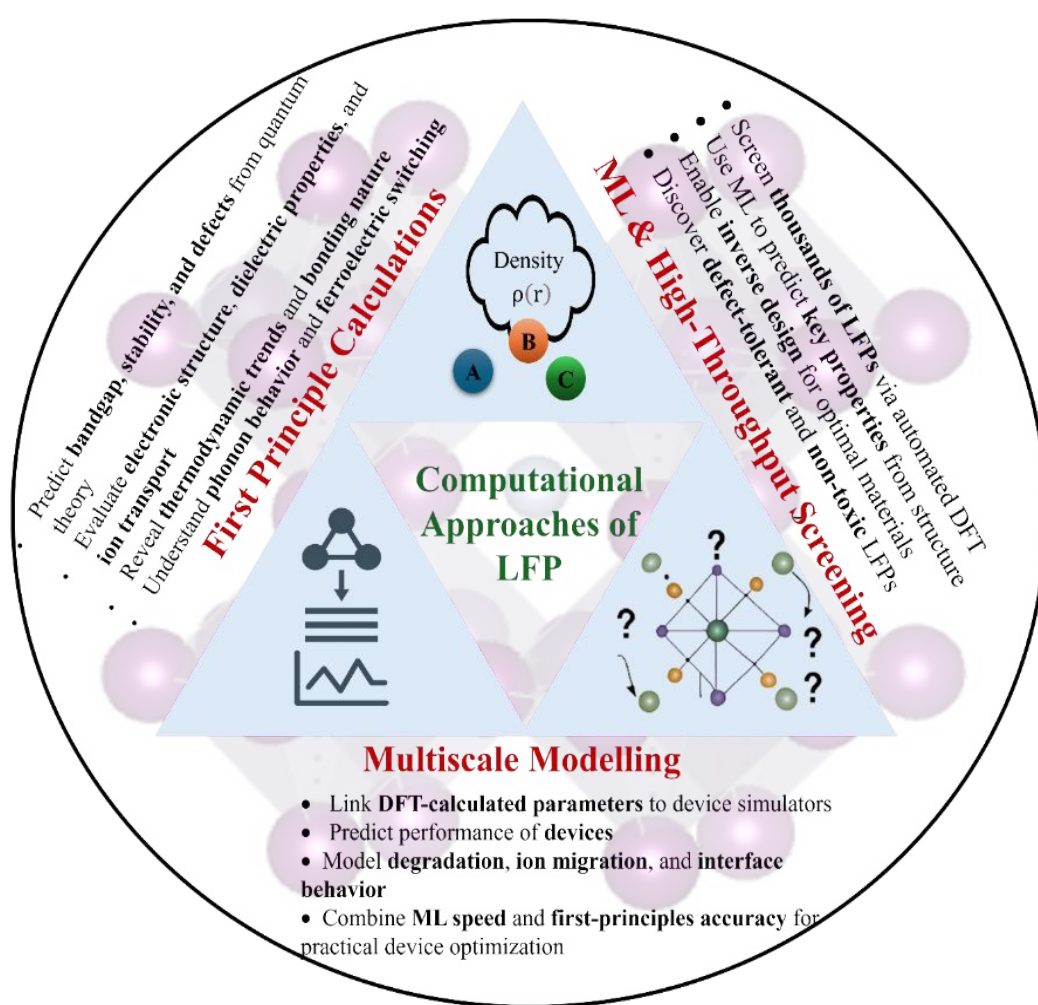 Predict bandgap, stability, and defects from quantum
theory
Evaluate electronic structure, dielectric properties, and
ion transport
Reveal thermodynamic trends and bonding nature
Understand phonon behavior and ferroelectric switching
First Principle Calculations
• Screen thousands of LFPs via automated DFT
• Use ML to predict key properties from structure
• Enable inverse design for optimal materials
• Discover defect-tolerant and non-toxic LFPs
ML & High-Throughput Screening
Density
ρ(r)
B
A
C
Computational
Approaches of
LFP
?
?
?
?
Multiscale Modelling
• Link DFT-calculated parameters to device simulators
• Predict performance of devices
• Model degradation, ion migration, and interface
behavior
• Combine ML speed and first-principles accuracy for
practical device optimization